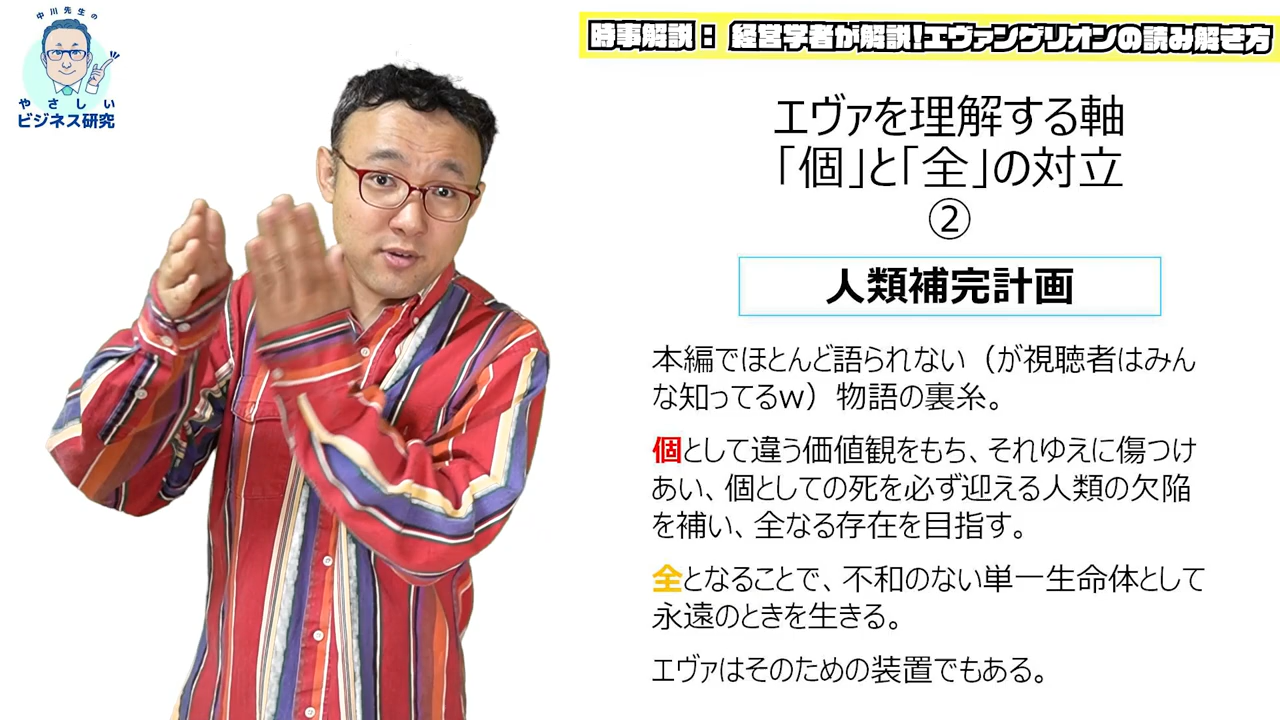 中川先生の
やさしい
ビジネス研究
時事解説：経営学者が解説!エヴァンゲリオンの読み解き方
エヴァを理解する軸
「個」と「全」の対立
②
人類補完計画
本編でほとんど語られない（が視聴者はみん
な知ってるw）物語の裏糸。
個として違う価値観をもち、それゆえに傷つけ
あい、個としての死を必ず迎える人類の欠陥
を補い、全なる存在を目指す。
全となることで、不和のない単一生命体として
永遠のときを生きる。
エヴァはそのための装置でもある。